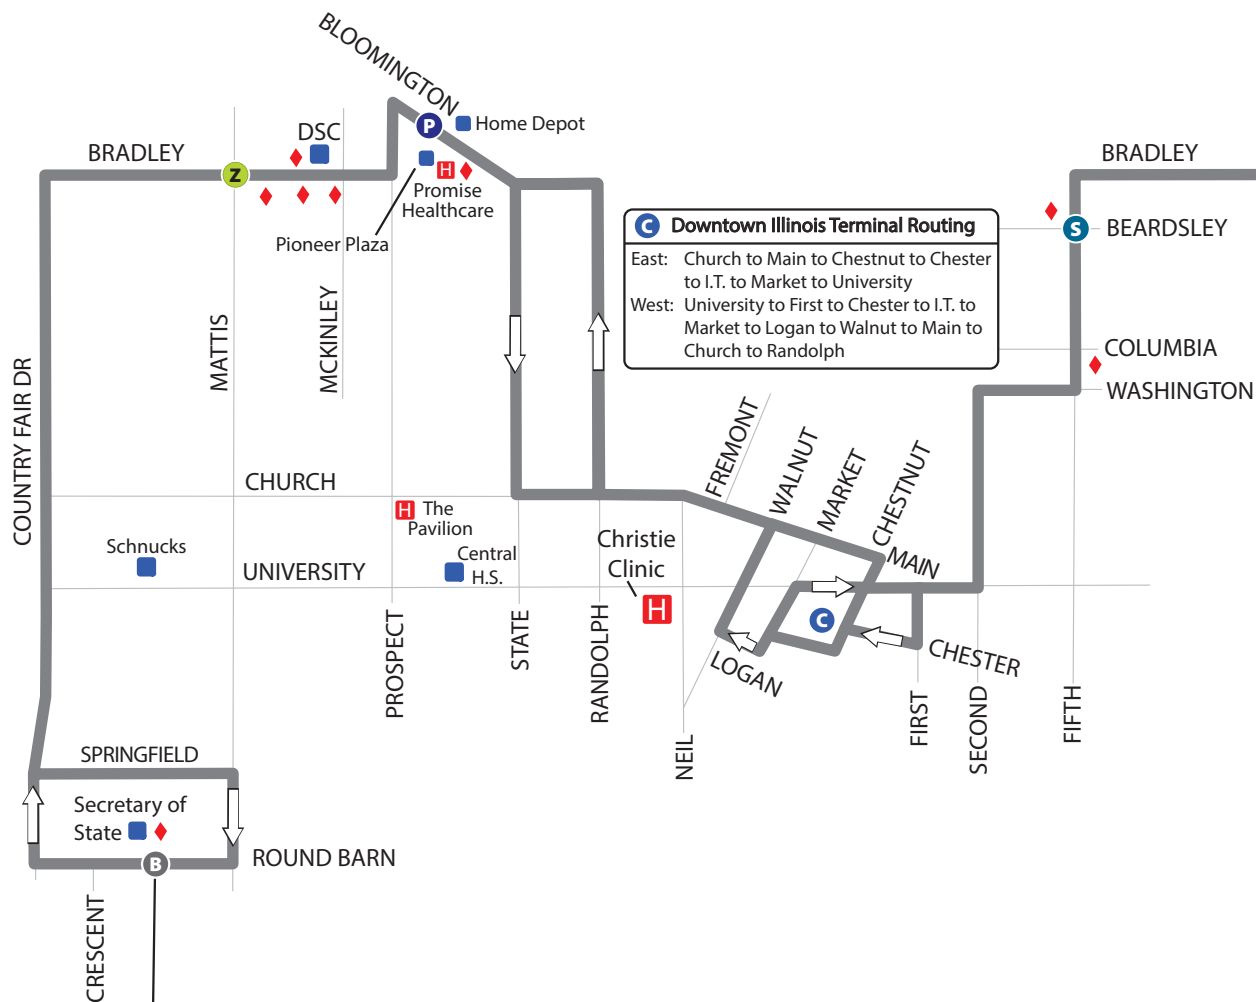 BLOOMINGTON
P
Home Depot
DSC
BRADLEY
Z
H
Promise
Healthcare
Pioneer Plaza
BRADLEY
S
BEARDSLEY
C
Downtown Illinois Terminal Routing
East: Church to Main to Chestnut to Chester
to I.T. to Market to University
West: University to First to Chester to I.T. to
Market to Logan to Walnut to Main to
Church to Randolph
COLUMBIA
WASHINGTON
COUNTRY FAIR DR
MATTIS
MCKINLEY
CHURCH
H
The
Pavilion
FREMONT
WALNUT
MARKET
CHESTNUT
MAIN
Schnucks
UNIVERSITY
Central
H.S.
Christie
Clinic
H
C
CHESTER
LOGAN
PROSPECT
STATE
RANDOLPH
NEIL
FIRST
SECOND
FIFTH
SPRINGFIELD
Secretary of
State
B
ROUND BARN
CRESCENT